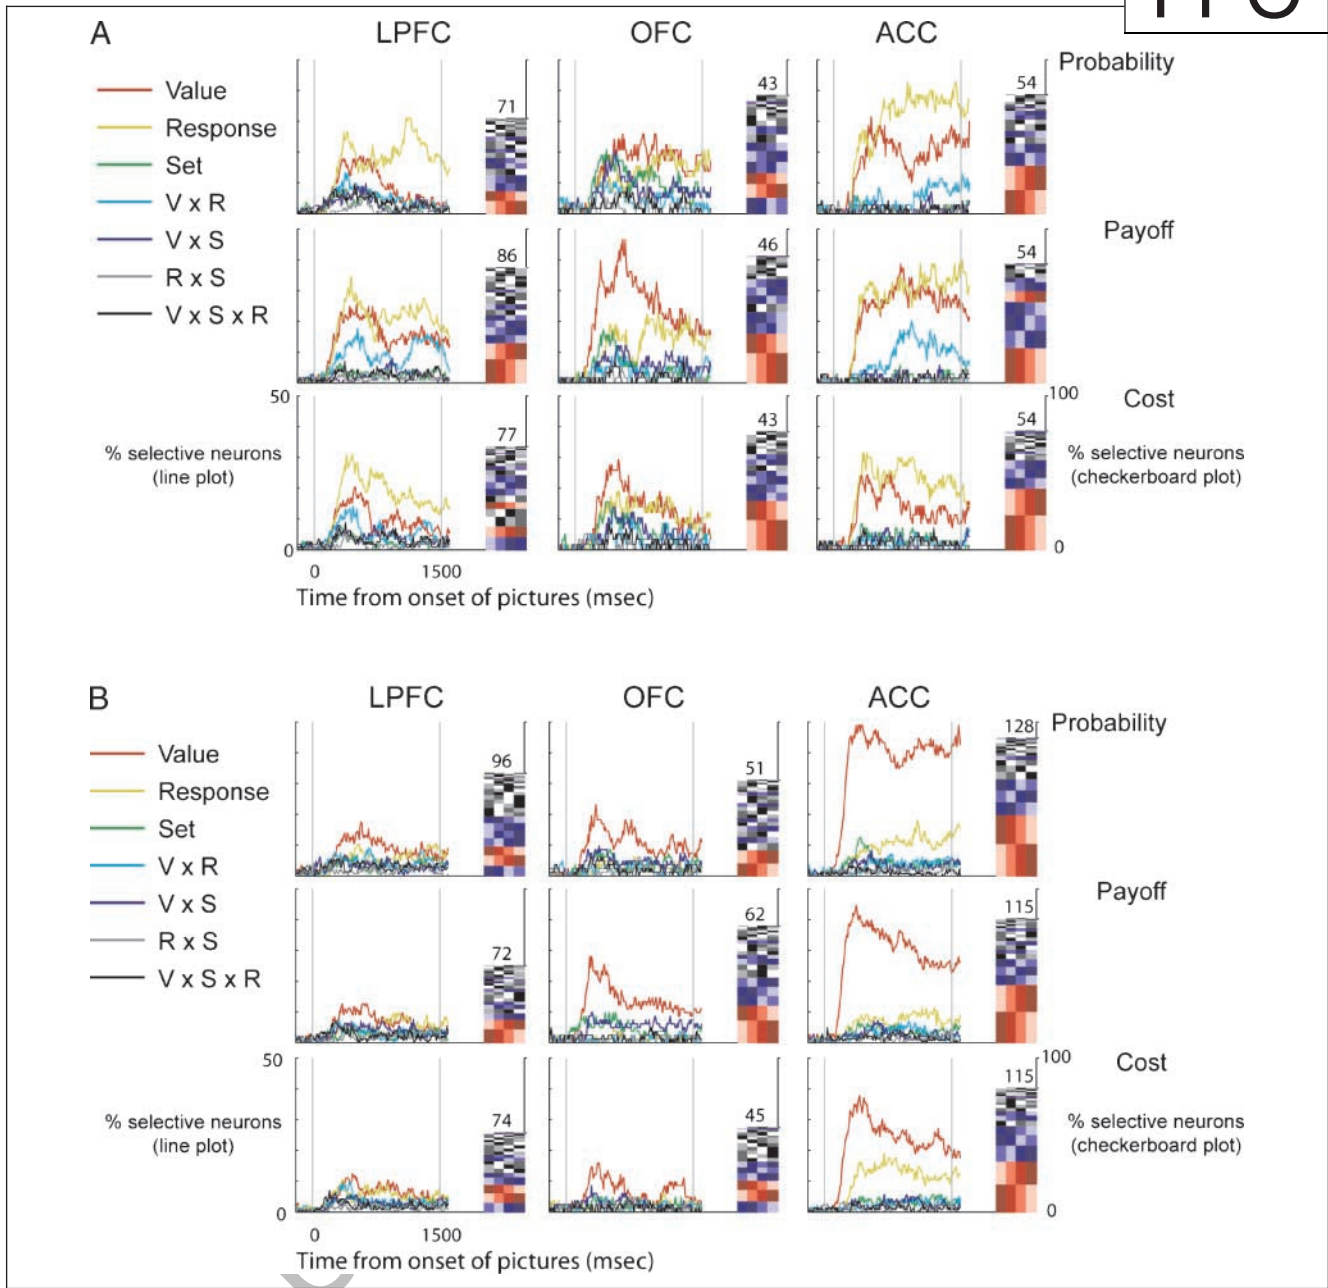 A
LPFC OFC ACC
Probability
Value
Response
Set
V x R
V x S
R x S
V x S x R
71 43 54
Payoff
86 46 54
50 100
Cost
% selective neurons
(line plot)
77 43 54
% selective neurons
(checkerboard plot)
0 0
0 1500
Time from onset of pictures (msec)
B
LPFC OFC ACC
Probability
Value
Response
Set
V x R
V x S
R x S
V x S x R
96 51 128
Payoff
72 62 115
50 100
Cost
% selective neurons
(line plot)
74 45 115
% selective neurons
(checkerboard plot)
0 0
0 1500
Time from onset of pictures (msec)